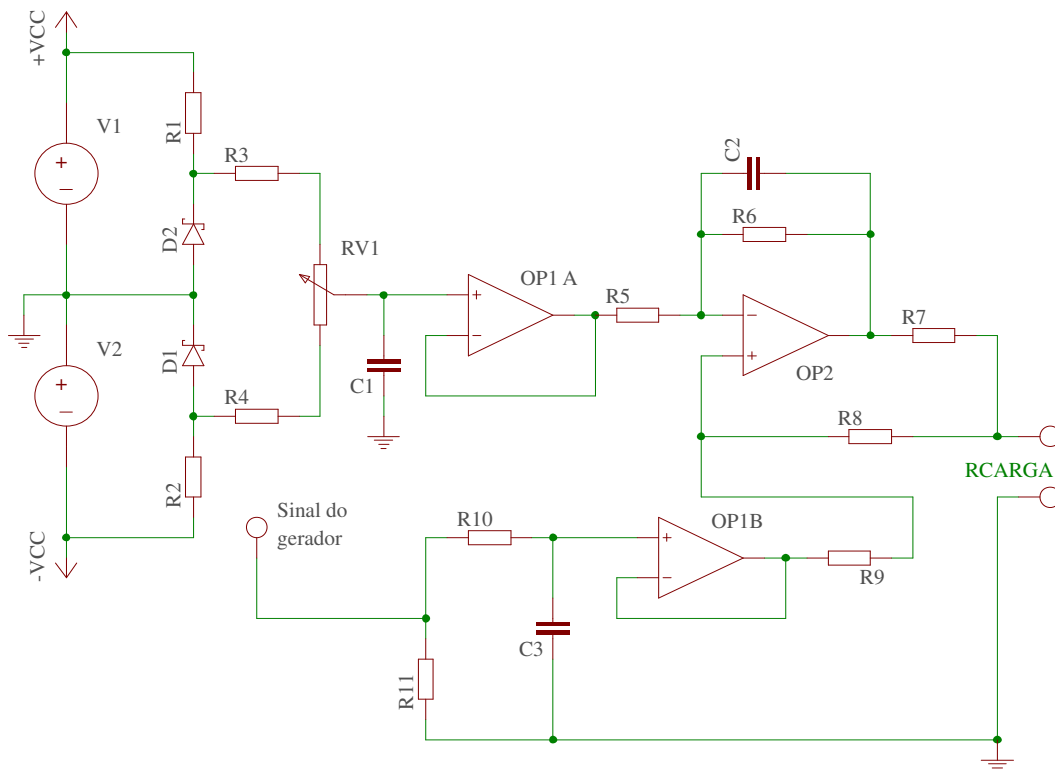 +VCC
V1
R1
R3
D2
RV1
V2
D1
R4
R2
-VCC
C1
OP1 A
R5
C2
R6
OP2
R7
R8
RCARGA
Sinal do
gerador
R10
OP1B
R9
C3
R11
+
−
+
−
+
−
−
+
+
−